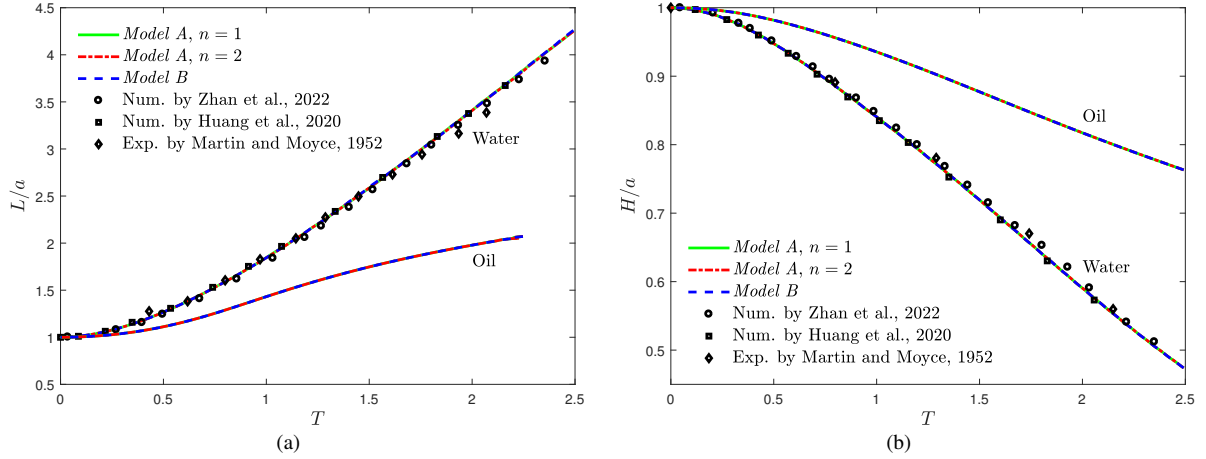 4.5
4
3.5
3
2.5
2
1.5
1
0.5
L/a
Model A, n = 1
Model A, n = 2
Model B
Num. by Zhan et al., 2022
Num. by Huang et al., 2020
Exp. by Martin and Moyce, 1952
Water
Oil
0 0.5 1 1.5 2 2.5
T
(a)
1
0.9
0.8
0.7
0.6
0.5
H/a
Oil
Model A, n = 1
Model A, n = 2
Model B
Num. by Zhan et al., 2022
Num. by Huang et al., 2020
Exp. by Martin and Moyce, 1952
Water
0 0.5 1 1.5 2 2.5
T
(b)